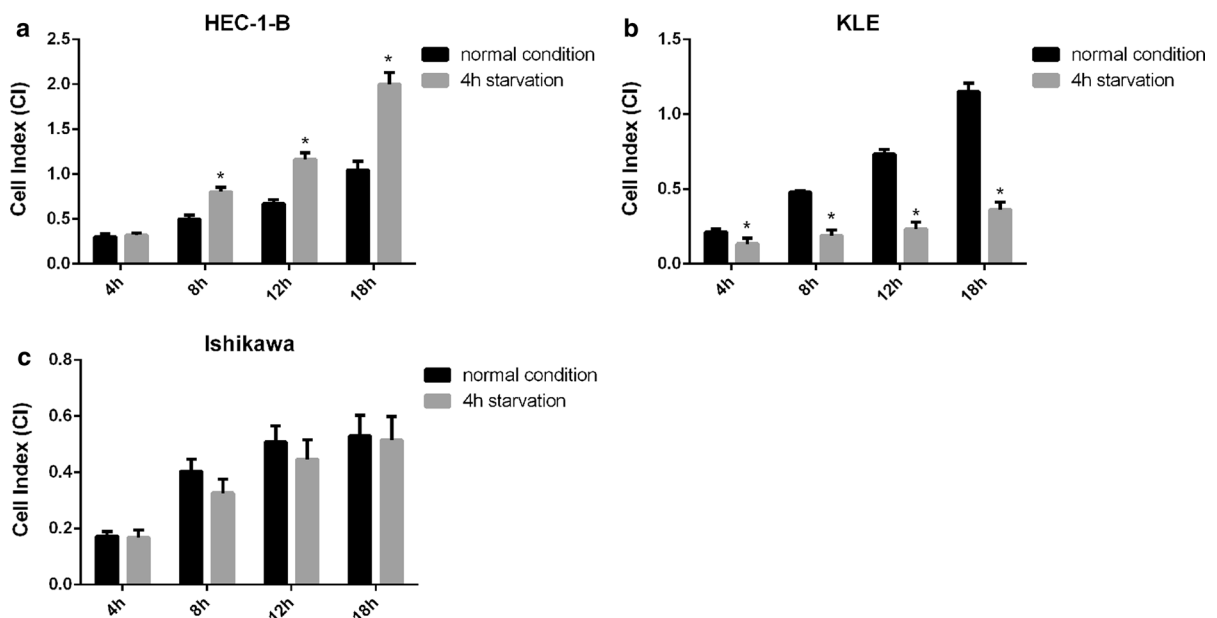 a
HEC-1-B
2.5
2.0
1.5
1.0
0.5
0.0
Cell Index (CI)
*
*
*
4h
8h
12h
18h
normal condition
4h starvation
b
KLE
1.5
1.0
0.5
0.0
Cell Index (CI)
*
*
*
*
4h
8h
12h
18h
normal condition
4h starvation
c
Ishikawa
0.8
0.6
0.4
0.2
0.0
Cell Index (CI)
4h
8h
12h
18h
normal condition
4h starvation